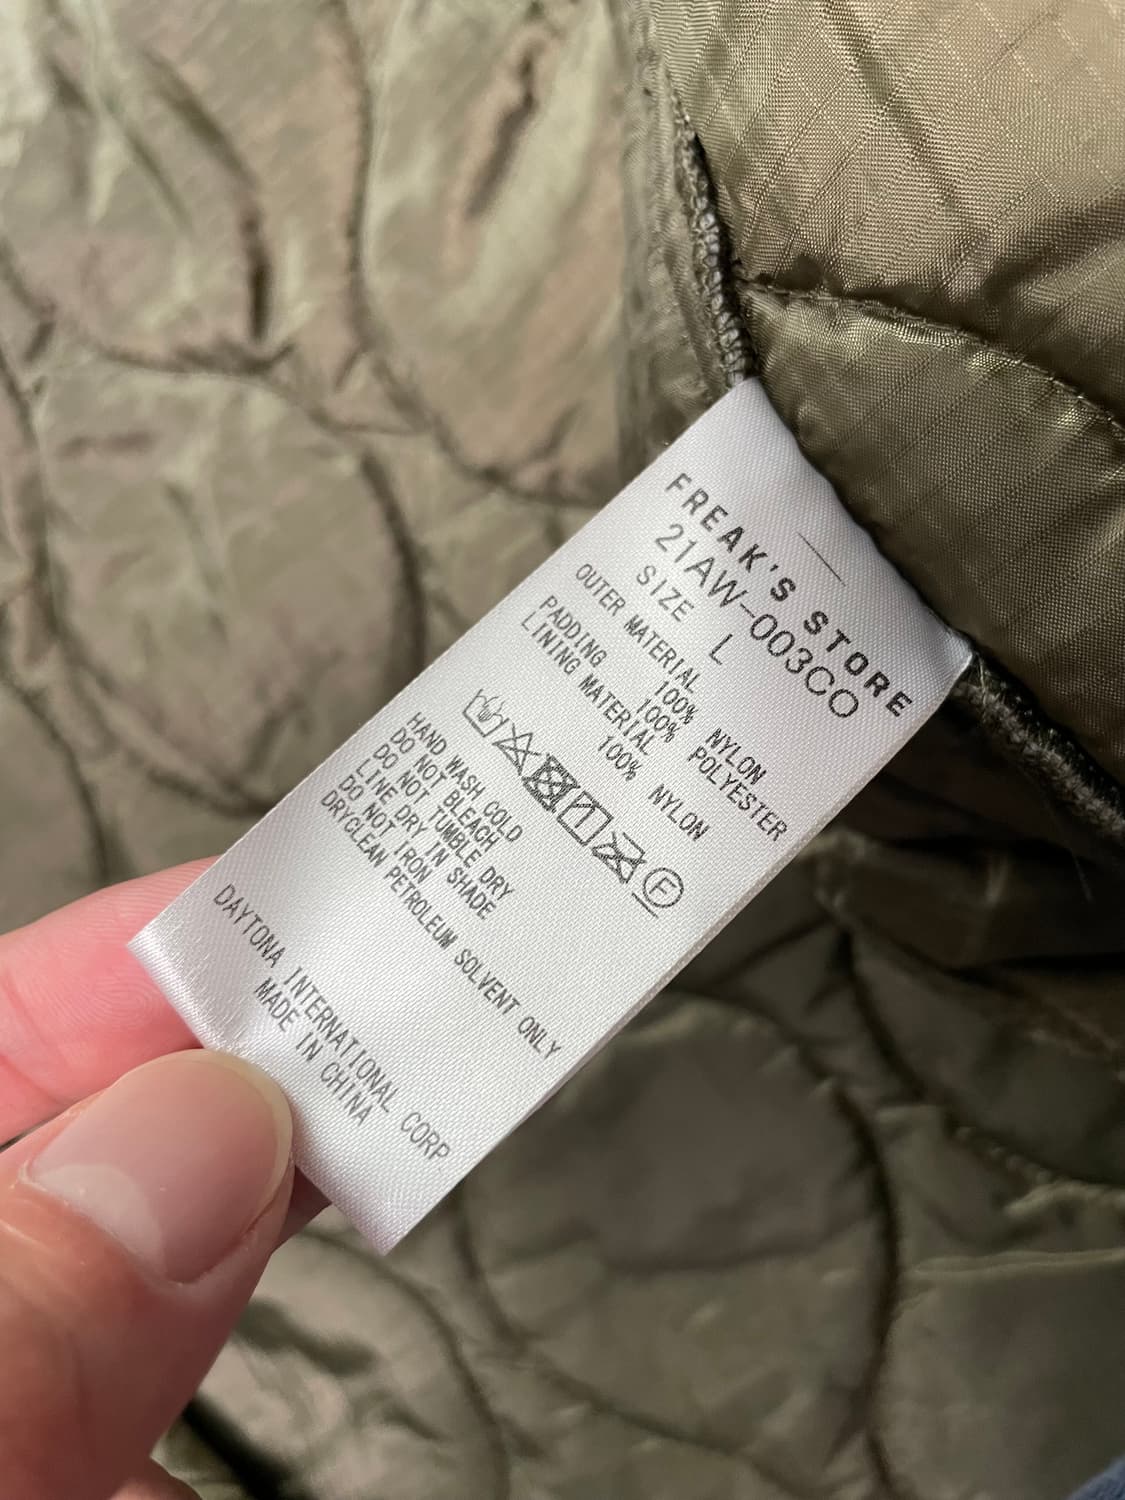 FREAK'S STORE
21AW-003CO
SIZE L
OUTER MATERIAL
100% NYLON
PADDING 100% POLYESTER
LINING MATERIAL
100% NYLON
F
HAND WASH COLD
DO NOT BLEACH
DO NOT TUMBLE DRY
LINE DRY IN SHADE
DO NOT IRON
DRYCLEAN PETROLEUM SOLVENT ONLY
DAYTONA INTERNATIONAL CORP
MADE IN CHINA